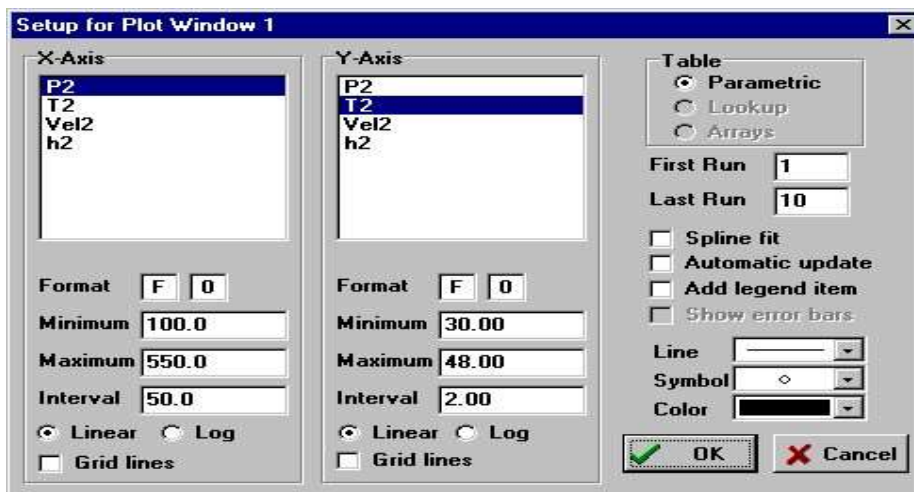 Setup for Plot Window 1
X-Axis
P2
T2
Vel2
h2
Format F 0
Minimum 100.0
Maximum 550.0
Interval 50.0
Linear Log
Grid lines
Y-Axis
P2
T2
Vel2
h2
Format F 0
Minimum 30.00
Maximum 48.00
Interval 2.00
Linear Log
Grid lines
Table
Parametric
Lookup
Arrays
First Run 1
Last Run 10
Spline fit
Automatic update
Add legend item
Show error bars
Line
Symbol
Color
OK Cancel